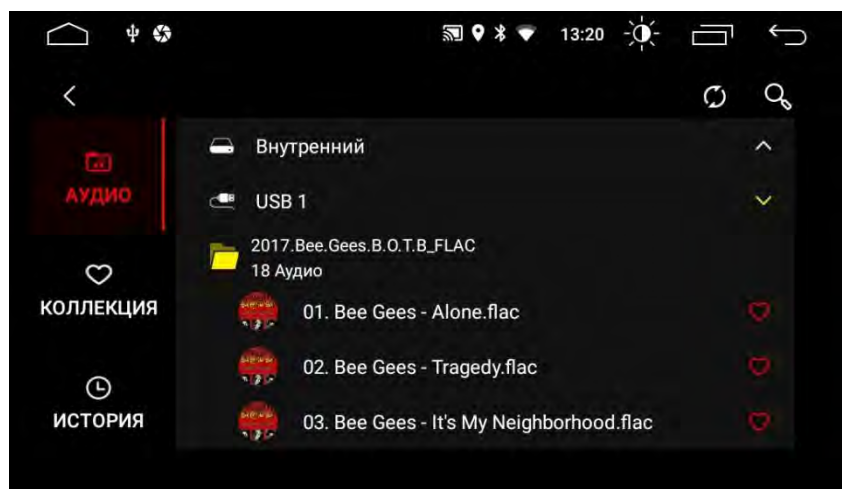 13:20
Внутренний
АУДИО
USB 1
2017.Bee.Gees.B.O.T.B_FLAC
18 Аудио
КОЛЛЕКЦИЯ
01. Bee Gees - Alone.flac
02. Bee Gees - Tragedy.flac
ИСТОРИЯ
03. Bee Gees - It's My Neighborhood.flac